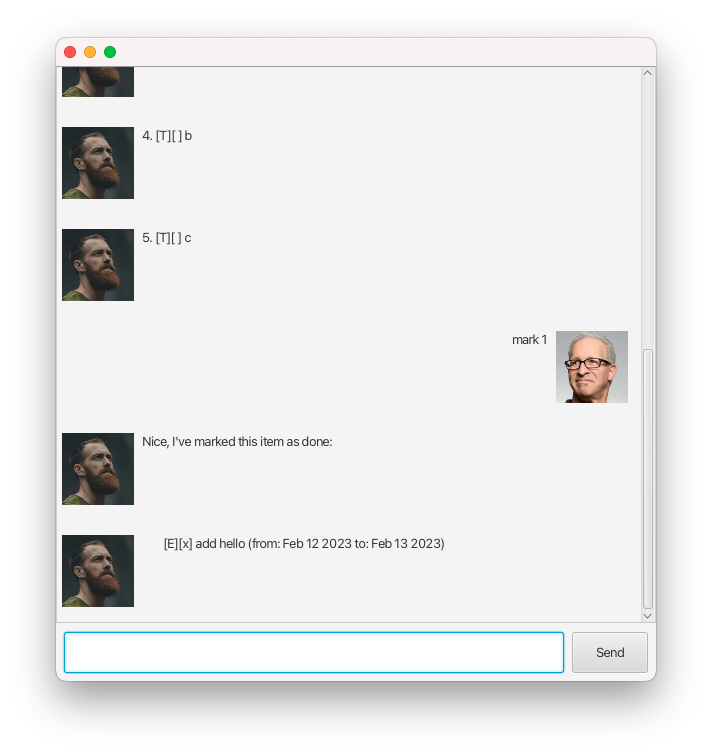 4. [T][ ] b
5. [T][ ] c
mark 1
Nice, I've marked this item as done:
[E][x] add hello (from: Feb 12 2023 to: Feb 13 2023)
Send